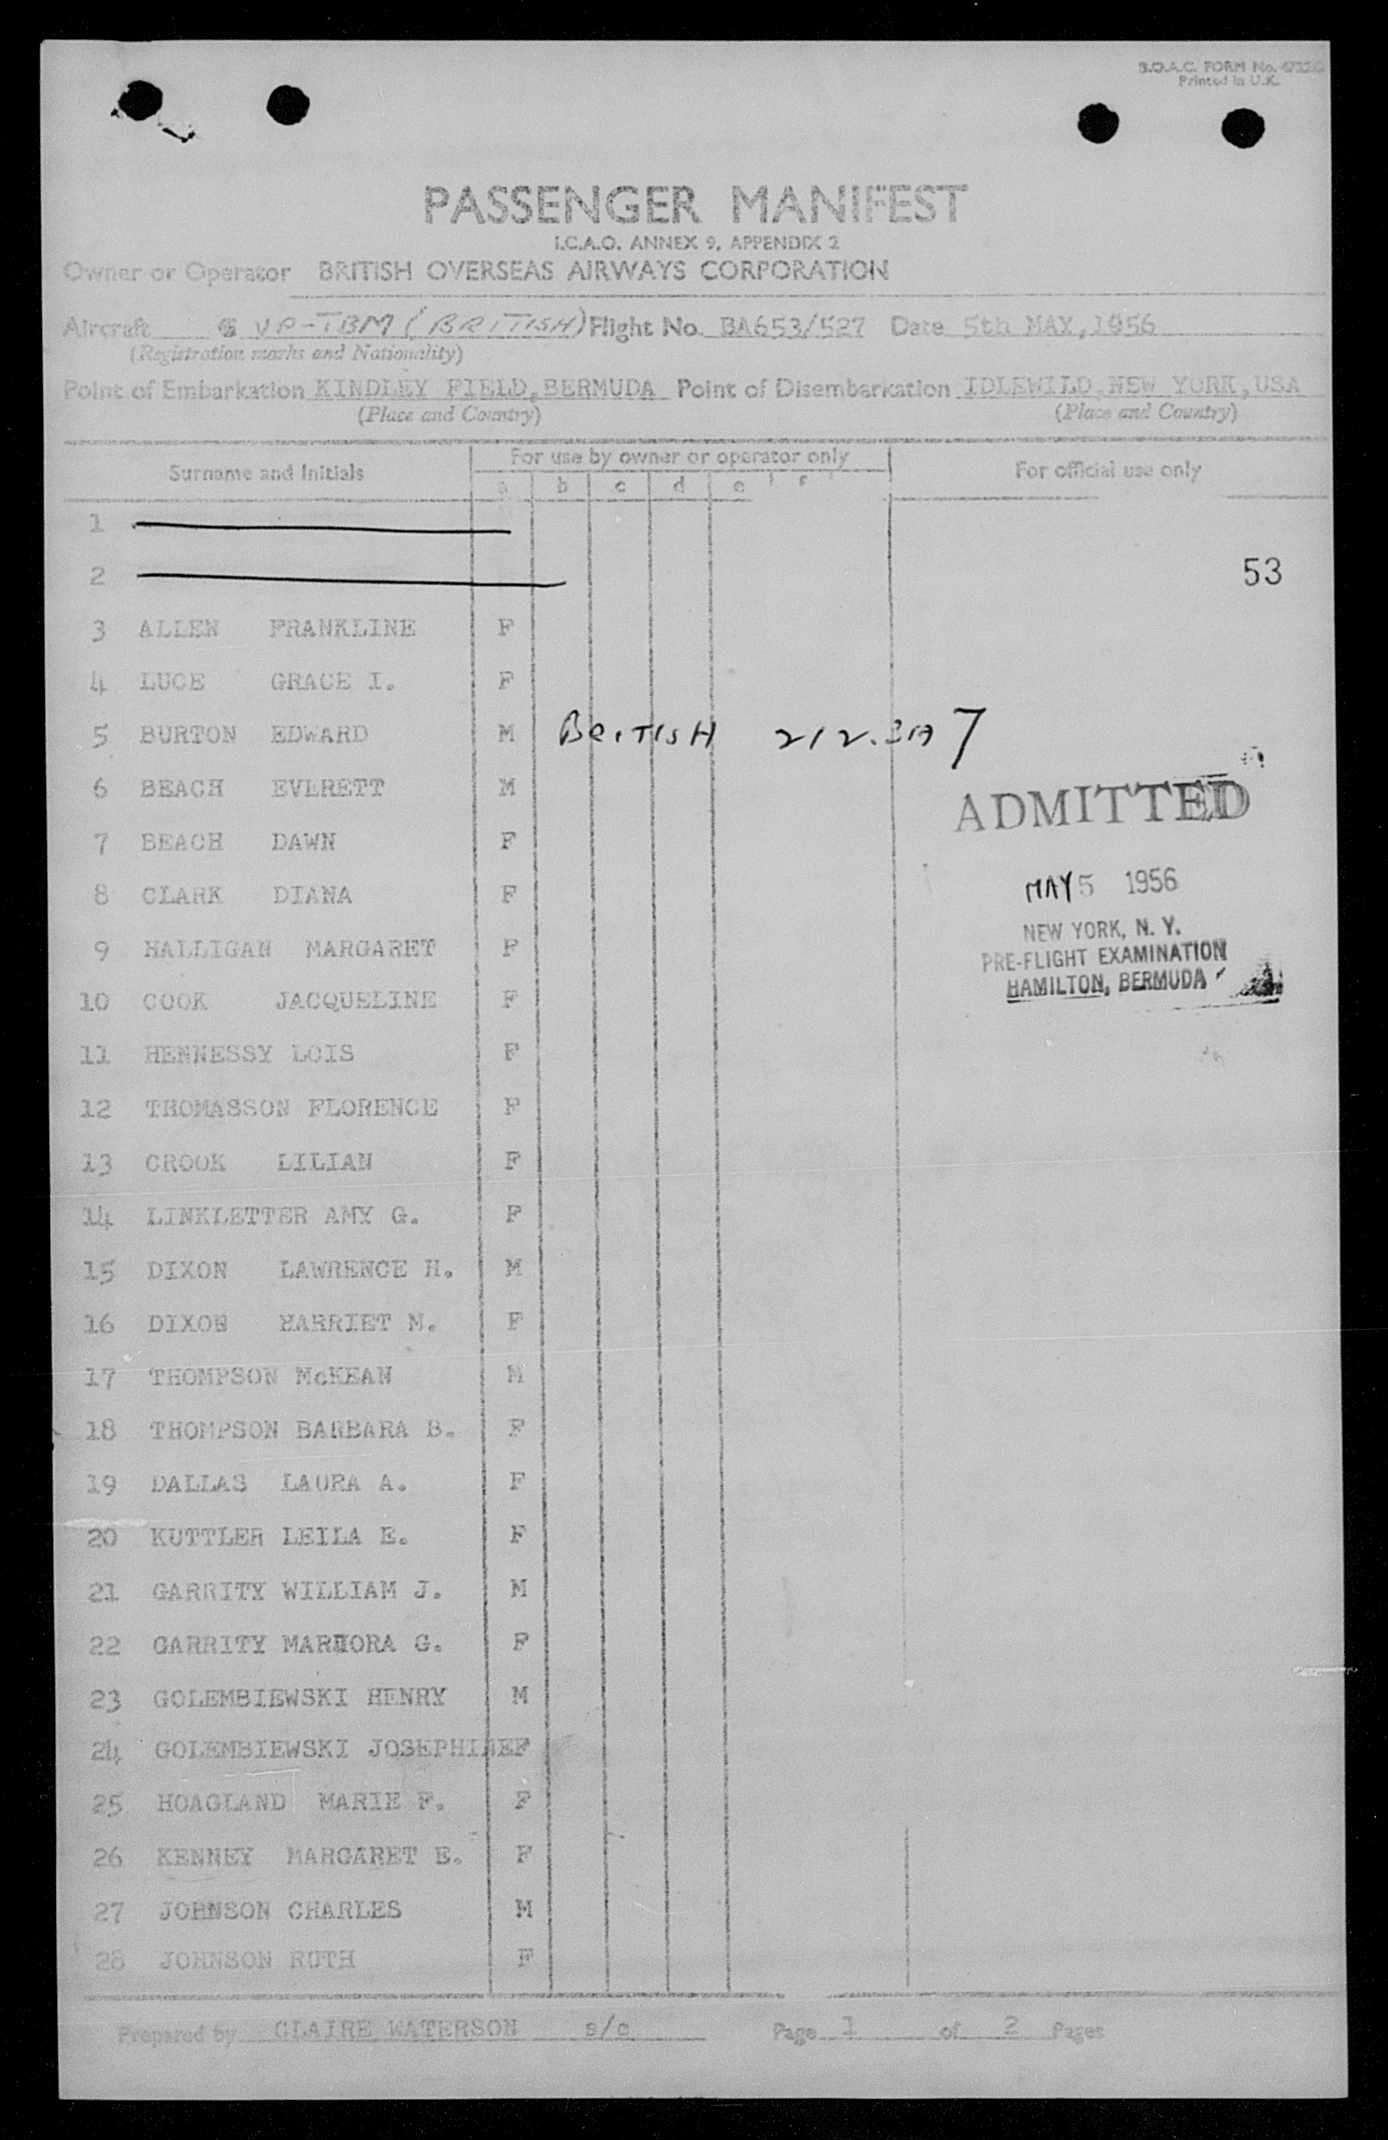 B.O.A.C. FORM No.
Printed in U.K.
PASSENGER MANIFEST
I.C.A.O. ANNEX 9, APPENDIX 2
Owner or Operator BRITISH OVERSEAS AIRWAYS CORPORATION
Aircraft VP-TBM (BRITISH) Flight No. BA653/527 Date 5th MAY, 1956
(Registration marks and Nationality)
Point of Embarkation KINDLEY FIELD, BERMUDA Point of Disembarkation IDLEWILD, NEW YORK, USA
(Place and Country) (Place and Country)
Surname and Initials For use by owner or operator only For official use only
a b c d e f
1
2 53
3 ALLEN FRANKLINE F
4 LUCE GRACE I. F
5 BURTON EDWARD M BRITISH 212.3(17) 7
6 BEACH EVERETT M
ADMITTED
7 BEACH DAWN F
8 CLARK DIANA F MAY 5 1956
9 HALLIGAN MARGARET F NEW YORK, N. Y.
PRE-FLIGHT EXAMINATION
10 COOK JACQUELINE F HAMILTON, BERMUDA
11 HENNESSY LOIS F
12 THOMASSON FLORENCE F
13 CROOK LILIAN F
14 LINKLETTER AMY G. F
15 DIXON LAWRENCE H. M
16 DIXON HARRIET M. F
17 THOMPSON McKEAN M
18 THOMPSON BARBARA B. F
19 DALLAS LAURA A. F
20 KUTTLER LEILA E. F
21 GARRITY WILLIAM J. M
22 GARRITY G. F
23 GOLEMBIEWSKI HENRY M
24 GOLEMBIEWSKI JOSEPHINE F
25 HOAGLAND MARIE F. F
26 KENNEY MARGARET E. F
27 JOHNSON CHARLES M
28 JOHNSON RUTH F
Prepared by CLAIRE WATERSON s/c Page 1 of 2 Pages